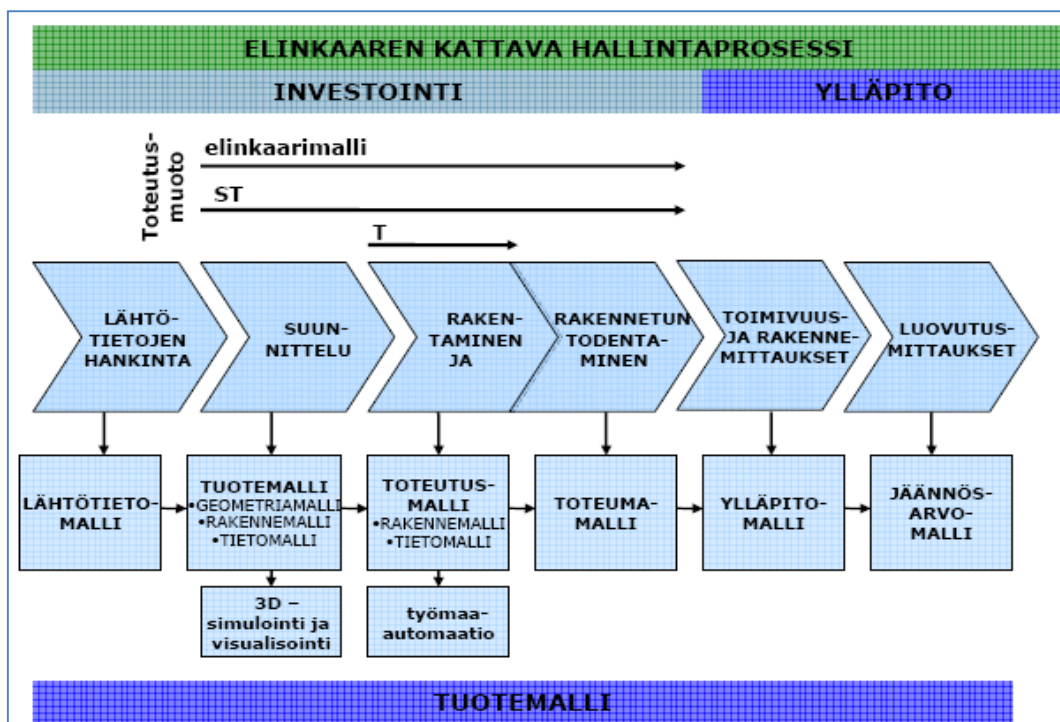 ELINKAAREN KATTAVA HALLINTAPROSESSI
INVESTOINTI
YLLÄPITO
Toteutus-
muoto
elinkaarimalli
ST
T
LÄHTÖ-
TIETOJEN
HANKINTA
SUUN-
NITTELU
RAKEN-
TAMINEN
JA
RAKENNETUN
TODENTA-
MINEN
TOIMIVUUS-
JA RAKENNE-
MITTAUKSET
LUOVUTUS-
MITTAUKSET
LÄHTÖTIETO-
MALLI
TUOTEMALLI
•GEOMETRIAMALLI
•RAKENNEMALLI
•TIETOMALLI
TOTEUTUS-
MALLI
•RAKENNEMALLI
•TIETOMALLI
TOTEUMA-
MALLI
YLLÄPITO-
MALLI
JÄÄNNÖS-
ARVO-
MALLI
3D –
simulointi ja
visualisointi
työmaa-
automaatio
TUOTEMALLI